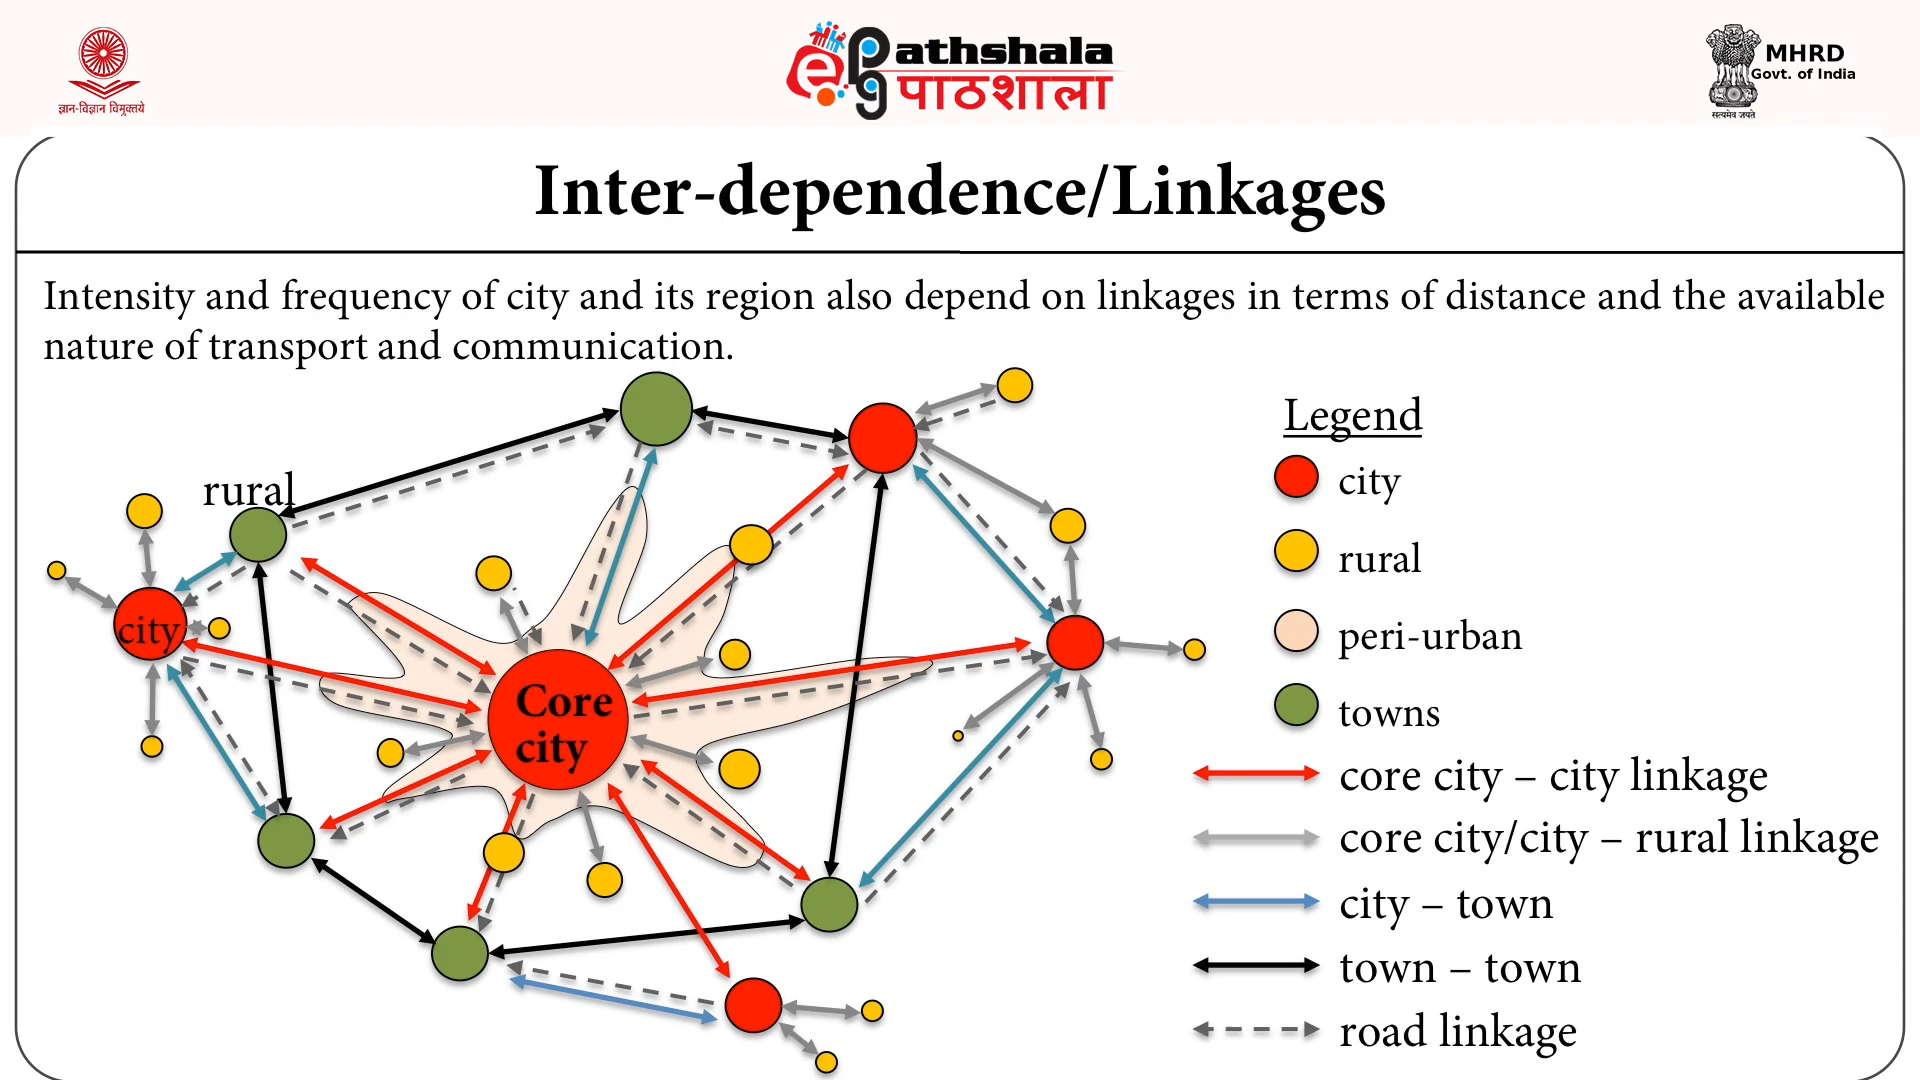 ज्ञान-विज्ञान विमुक्तये
ePGathshala
पाठशाला
MHRD
Govt. of India
सत्यमेव जयते
Inter-dependence/Linkages
Intensity and frequency of city and its region also depend on linkages in terms of distance and the available
nature of transport and communication.
rural
city
Core
city
Legend
city
rural
peri-urban
towns
core city – city linkage
core city/city – rural linkage
city – town
town – town
road linkage